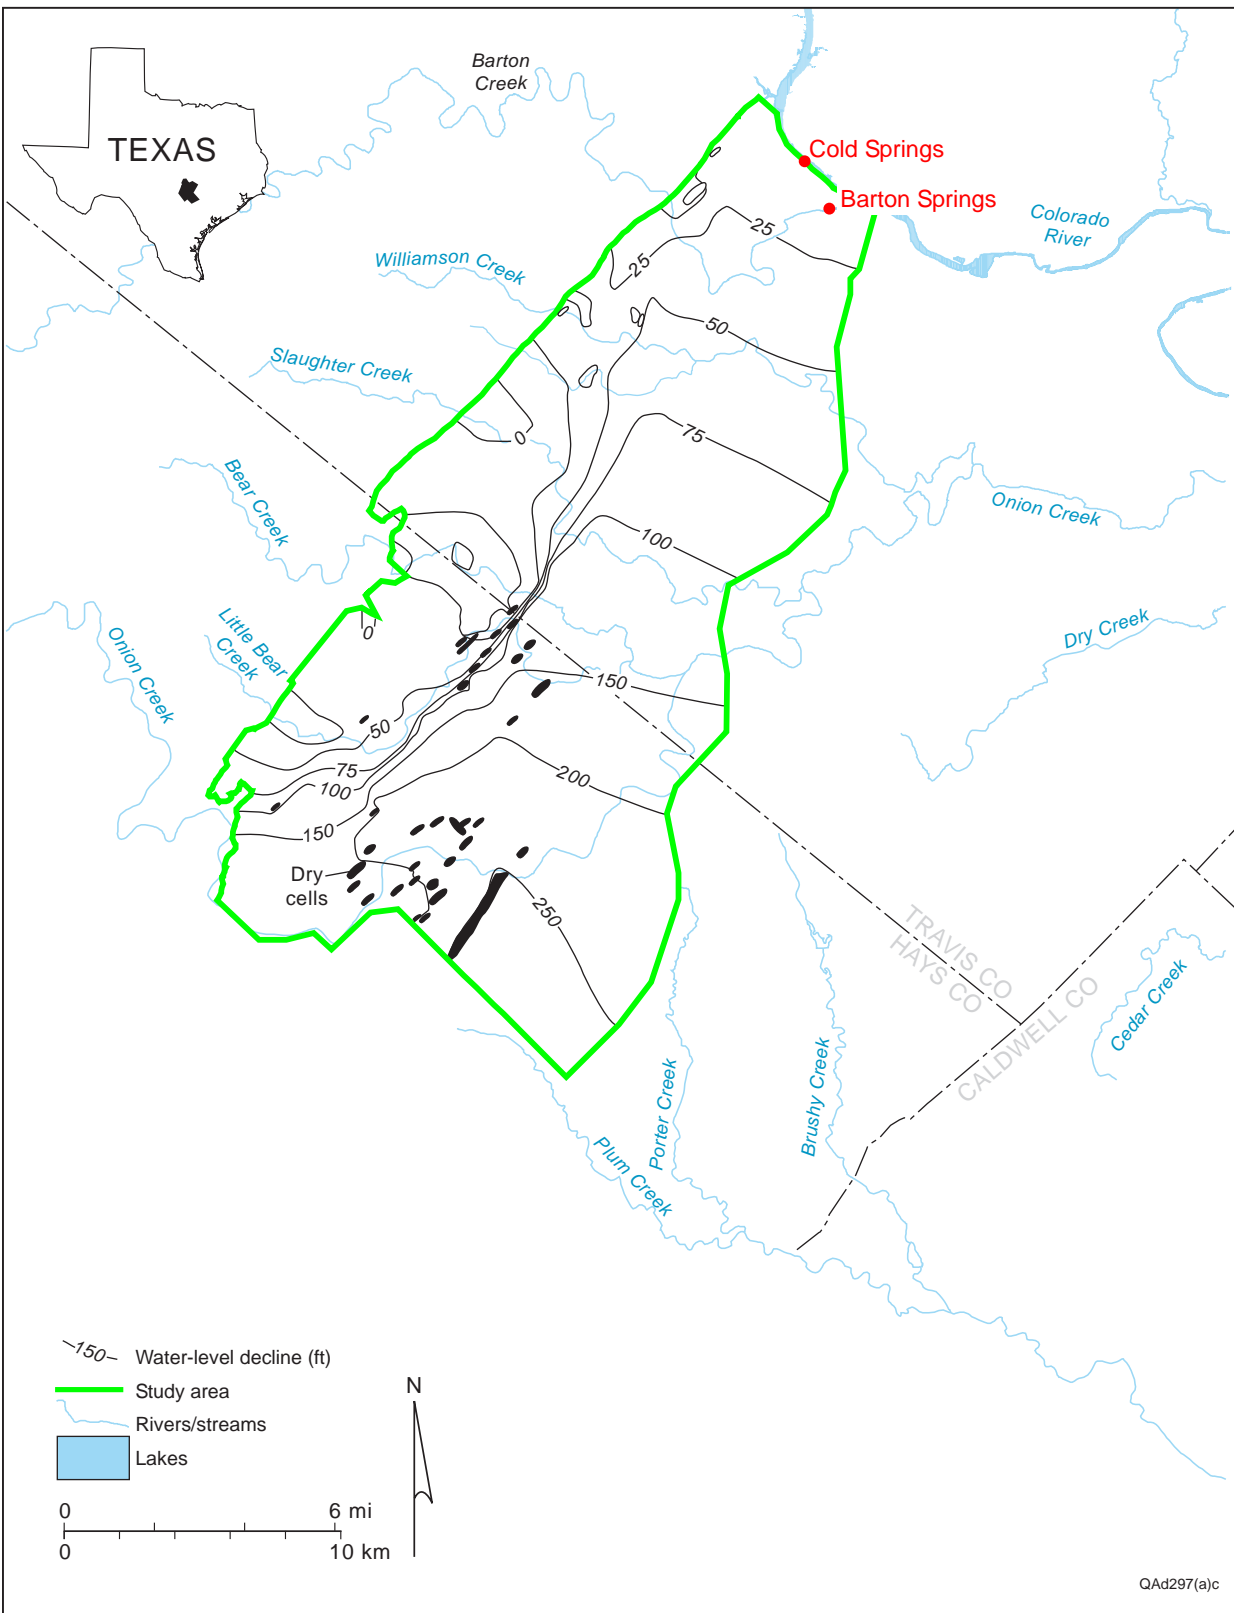 Barton
Creek
TEXAS
Cold Springs
Barton Springs
Colorado
River
25
Williamson Creek
25
50
Slaughter Creek
0
75
Bear Creek
Onion Creek
100
Little Bear
Creek
0
Onion Creek
Dry Creek
150
50
75
100
200
150
Dry
cells
250
TRAVIS CO
HAYS CO
CALDWELL CO
Cedar Creek
Porter Creek
Brushy Creek
Plum Creek
150
Water-level decline (ft)
Study area
Rivers/streams
Lakes
N
0
6 mi
0
10 km
QAd297(a)c